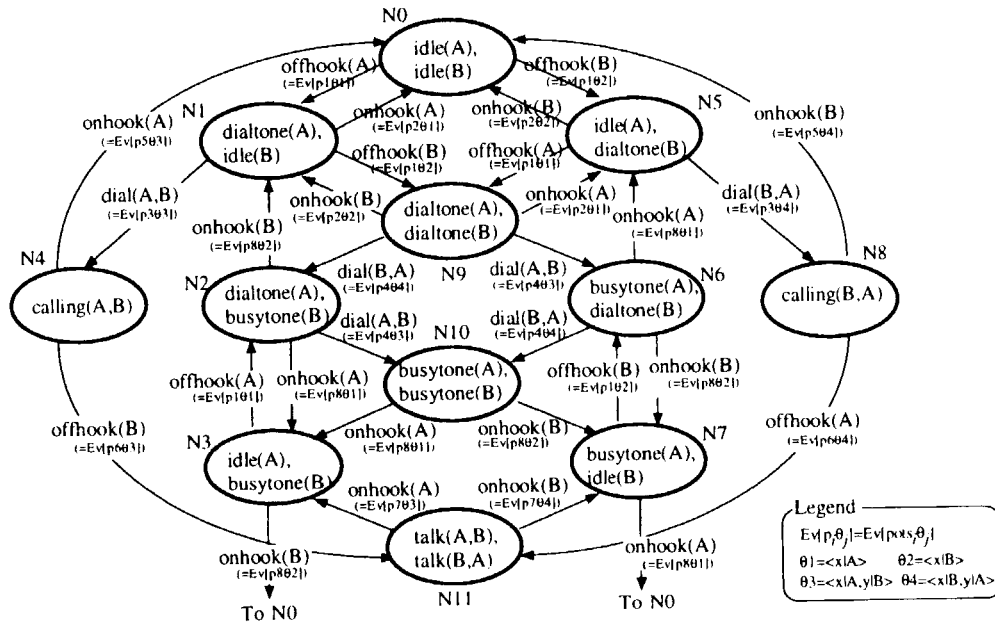 N0
idle(A),
idle(B)
offhook(A)
(=Ev[p1θ1])
offhook(B)
(=Ev[p1θ2])
onhook(A)
(=Ev[p2θ1])
onhook(B)
(=Ev[p2θ2])
onhook(A)
(=Ev[p5θ3])
onhook(B)
(=Ev[p5θ4])
N1
dialtone(A),
idle(B)
N5
idle(A),
dialtone(B)
offhook(B)
(=Ev[p1θ2])
offhook(A)
(=Ev[p1θ1])
dial(A,B)
(=Ev[p3θ3])
onhook(B)
(=Ev[p2θ2])
onhook(A)
(=Ev[p2θ1])
dial(B,A)
(=Ev[p3θ4])
onhook(B)
(=Ev[p8θ2])
dialtone(A),
dialtone(B)
N9
onhook(A)
(=Ev[p8θ1])
N4
calling(A,B)
N2
dialtone(A),
busytone(B)
dial(B,A)
(=Ev[p4θ4])
dial(A,B)
(=Ev[p4θ3])
N6
busytone(A),
dialtone(B)
N8
calling(B,A)
dial(A,B)
(=Ev[p4θ3])
N10
dial(B,A)
(=Ev[p4θ4])
busytone(A),
busytone(B)
offhook(A)
(=Ev[p1θ1])
onhook(A)
(=Ev[p8θ1])
offhook(B)
(=Ev[p1θ2])
onhook(B)
(=Ev[p8θ2])
offhook(B)
(=Ev[p6θ3])
offhook(A)
(=Ev[p6θ4])
onhook(A)
(=Ev[p8θ1])
onhook(B)
(=Ev[p8θ2])
N3
idle(A),
busytone(B)
N7
busytone(A),
idle(B)
onhook(A)
(=Ev[p7θ3])
onhook(B)
(=Ev[p7θ4])
talk(A,B),
talk(B,A)
N11
onhook(B)
(=Ev[p8θ2])
To N0
onhook(A)
(=Ev[p8θ1])
To N0
Legend
θ1=<x|A> θ2=<x|B>
θ3=<x|A,y|B> θ4=<x|B,y|A>